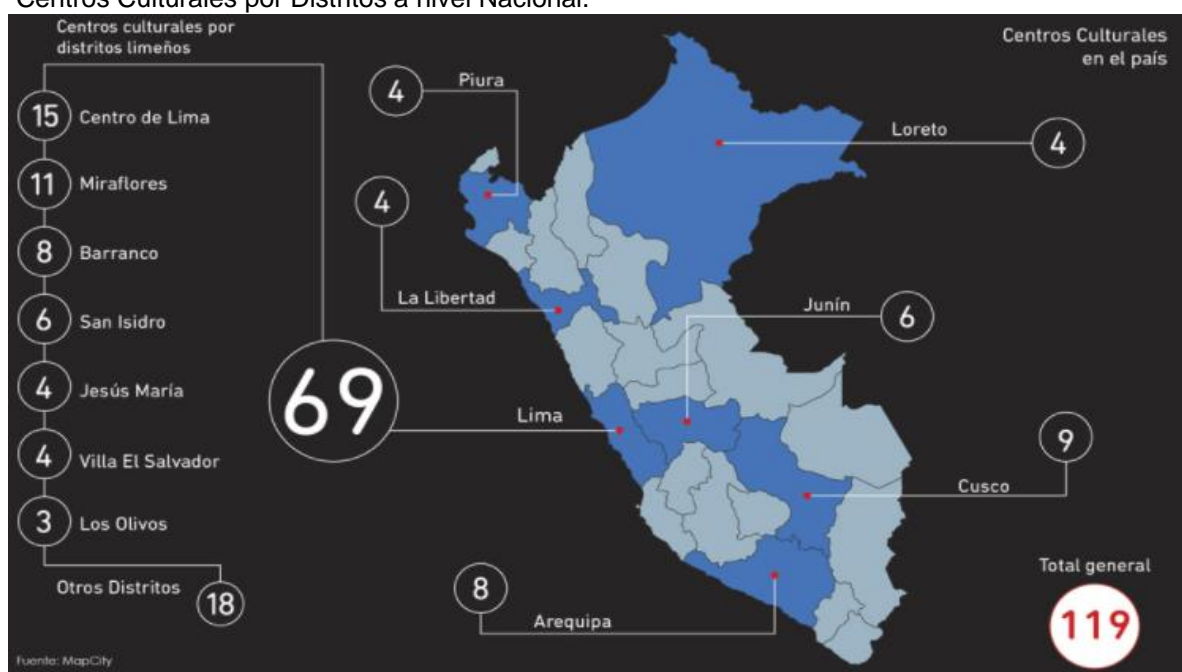 Centros Culturales por Distritos a nivel Nacional.
Centros culturales por
distritos limeños
15 Centro de Lima
11 Miraflores
8 Barranco
6 San Isidro
4 Jesús María
4 Villa El Salvador
3 Los Olivos
Otros Distritos 18
Fuente: MapCity
69
Lima
4
Piura
4
La Libertad
Centros Culturales
en el país
Loreto
4
Junín
6
9
Cusco
8
Arequipa
Total general
119